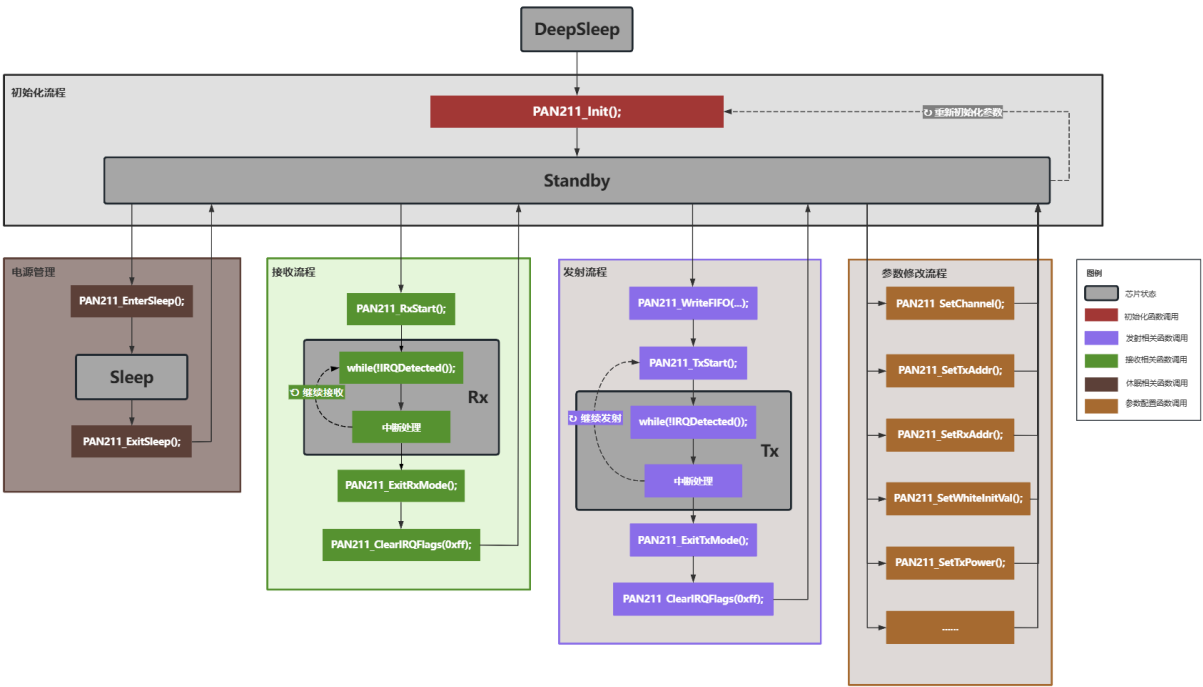 DeepSleep
初始化流程
PAN211_Init();
↻ 重新初始化参数
Standby
电源管理
PAN211_EnterSleep();
Sleep
PAN211_ExitSleep();
接收流程
PAN211_RxStart();
while(!IRQDetected());
↻ 继续接收
Rx
中断处理
PAN211_ExitRxMode();
PAN211_ClearIRQFlags(0xff);
发射流程
PAN211_WriteFIFO(...);
PAN211_TxStart();
↻ 继续发射
while(!IRQDetected());
Tx
中断处理
PAN211_ExitTxMode();
PAN211_ClearIRQFlags(0xff);
参数修改流程
PAN211_SetChannel();
PAN211_SetTxAddr();
PAN211_SetRxAddr();
PAN211_SetWhiteInitVal();
PAN211_SetTxPower();
......
图例
芯片状态
初始化函数调用
发射相关函数调用
接收相关函数调用
休眠相关函数调用
参数配置函数调用